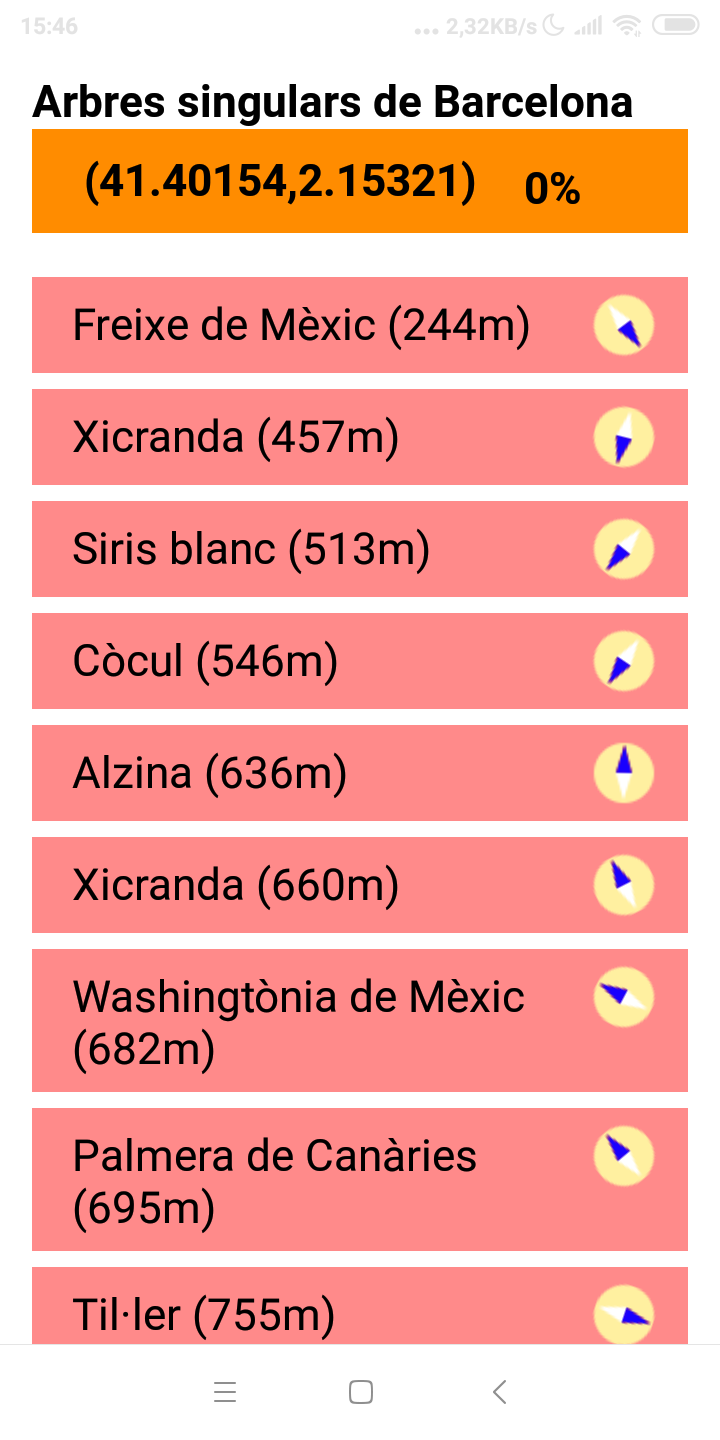 15:46 ... 2,32KB/s
Arbres singulars de Barcelona
(41.40154,2.15321) 0%
Freixe de Mèxic (244m)
Xicranda (457m)
Siris blanc (513m)
Còcul (546m)
Alzina (636m)
Xicranda (660m)
Washingtònia de Mèxic
(682m)
Palmera de Canàries
(695m)
Til·ler (755m)